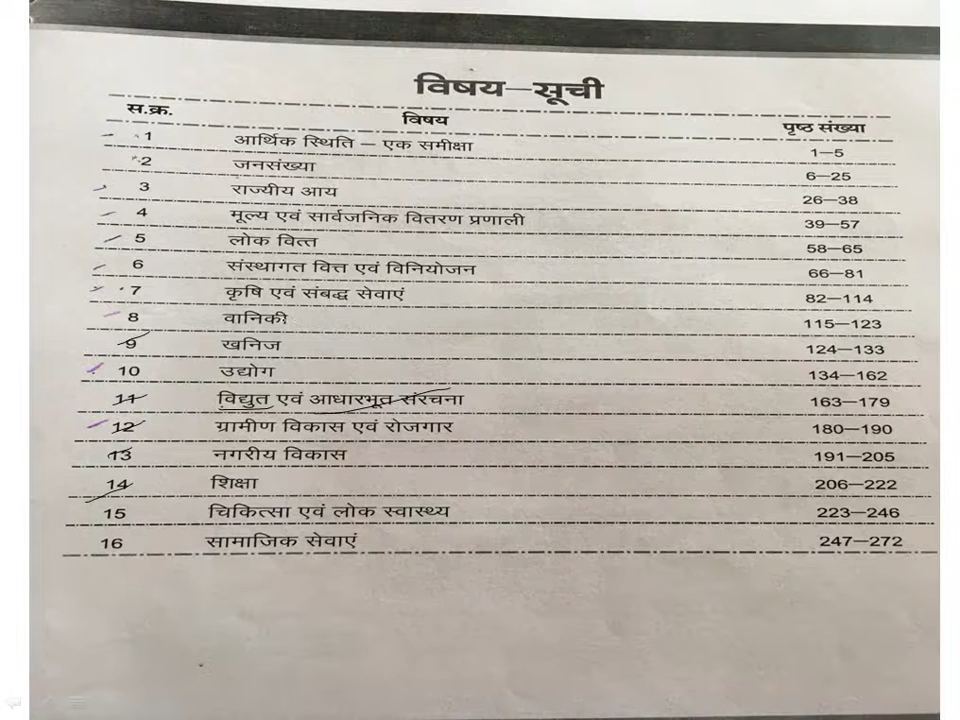 विषय–सूची
स.क्र. विषय पृष्ठ संख्या
1 आर्थिक स्थिति – एक समीक्षा 1–5
2 जनसंख्या 6–25
3 राज्यीय आय 26–38
4 मूल्य एवं सार्वजनिक वितरण प्रणाली 39–57
5 लोक वित्त 58–65
6 संस्थागत वित्त एवं विनियोजन 66–81
7 कृषि एवं संबद्ध सेवाएं 82–114
8 वानिकी 115–123
9 खनिज 124–133
10 उद्योग 134–162
11 विद्युत एवं आधारभूत संरचना 163–179
12 ग्रामीण विकास एवं रोजगार 180–190
13 नगरीय विकास 191–205
14 शिक्षा 206–222
15 चिकित्सा एवं लोक स्वास्थ्य 223–246
16 सामाजिक सेवाएं 247–272